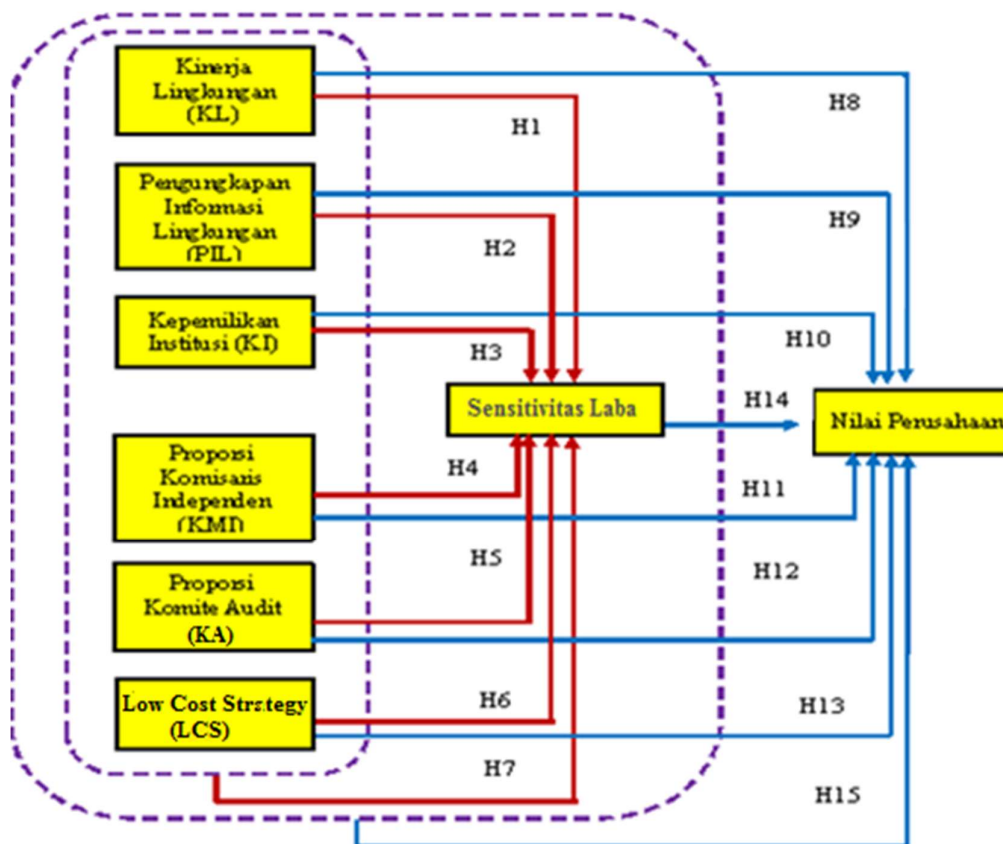 Kinerja
Lingkungan
(KL)
H1
H8
Pengungkapan
Informasi
Lingkungan
(PIL)
H2
H9
Kepemilikan
Institusi (KI)
H3
H10
Sensitivitas Laba
H14
Nilai Perusahaan
Proporsi
Komisaris
Independen
(KMI)
H4
H11
Proporsi
Komite Audit
(KA)
H5
H12
Low Cost Strstegy
(LCS)
H6
H13
H7
H15